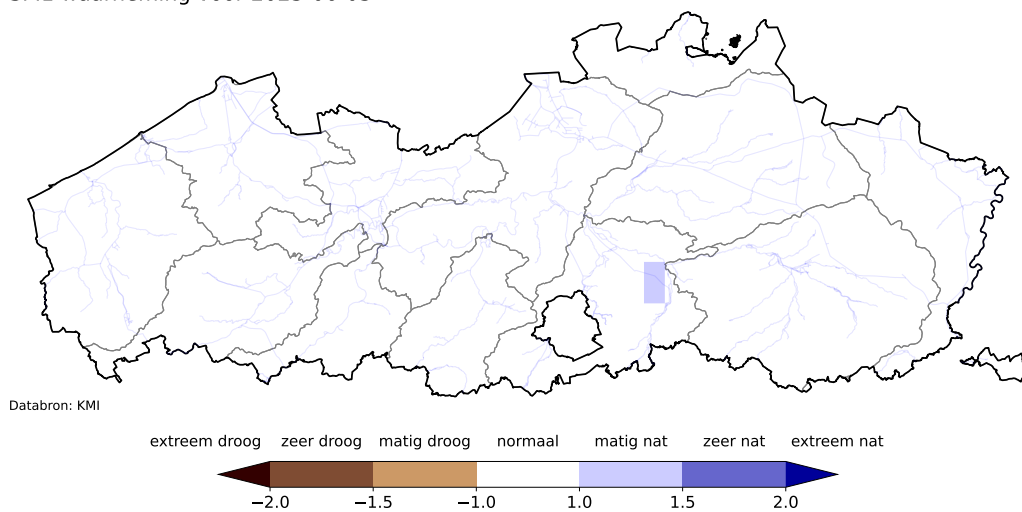 Databron: KMI
extreem droog zeer droog matig droog normaal matig nat zeer nat extreem nat
−2.0 −1.5 −1.0 1.0 1.5 2.0